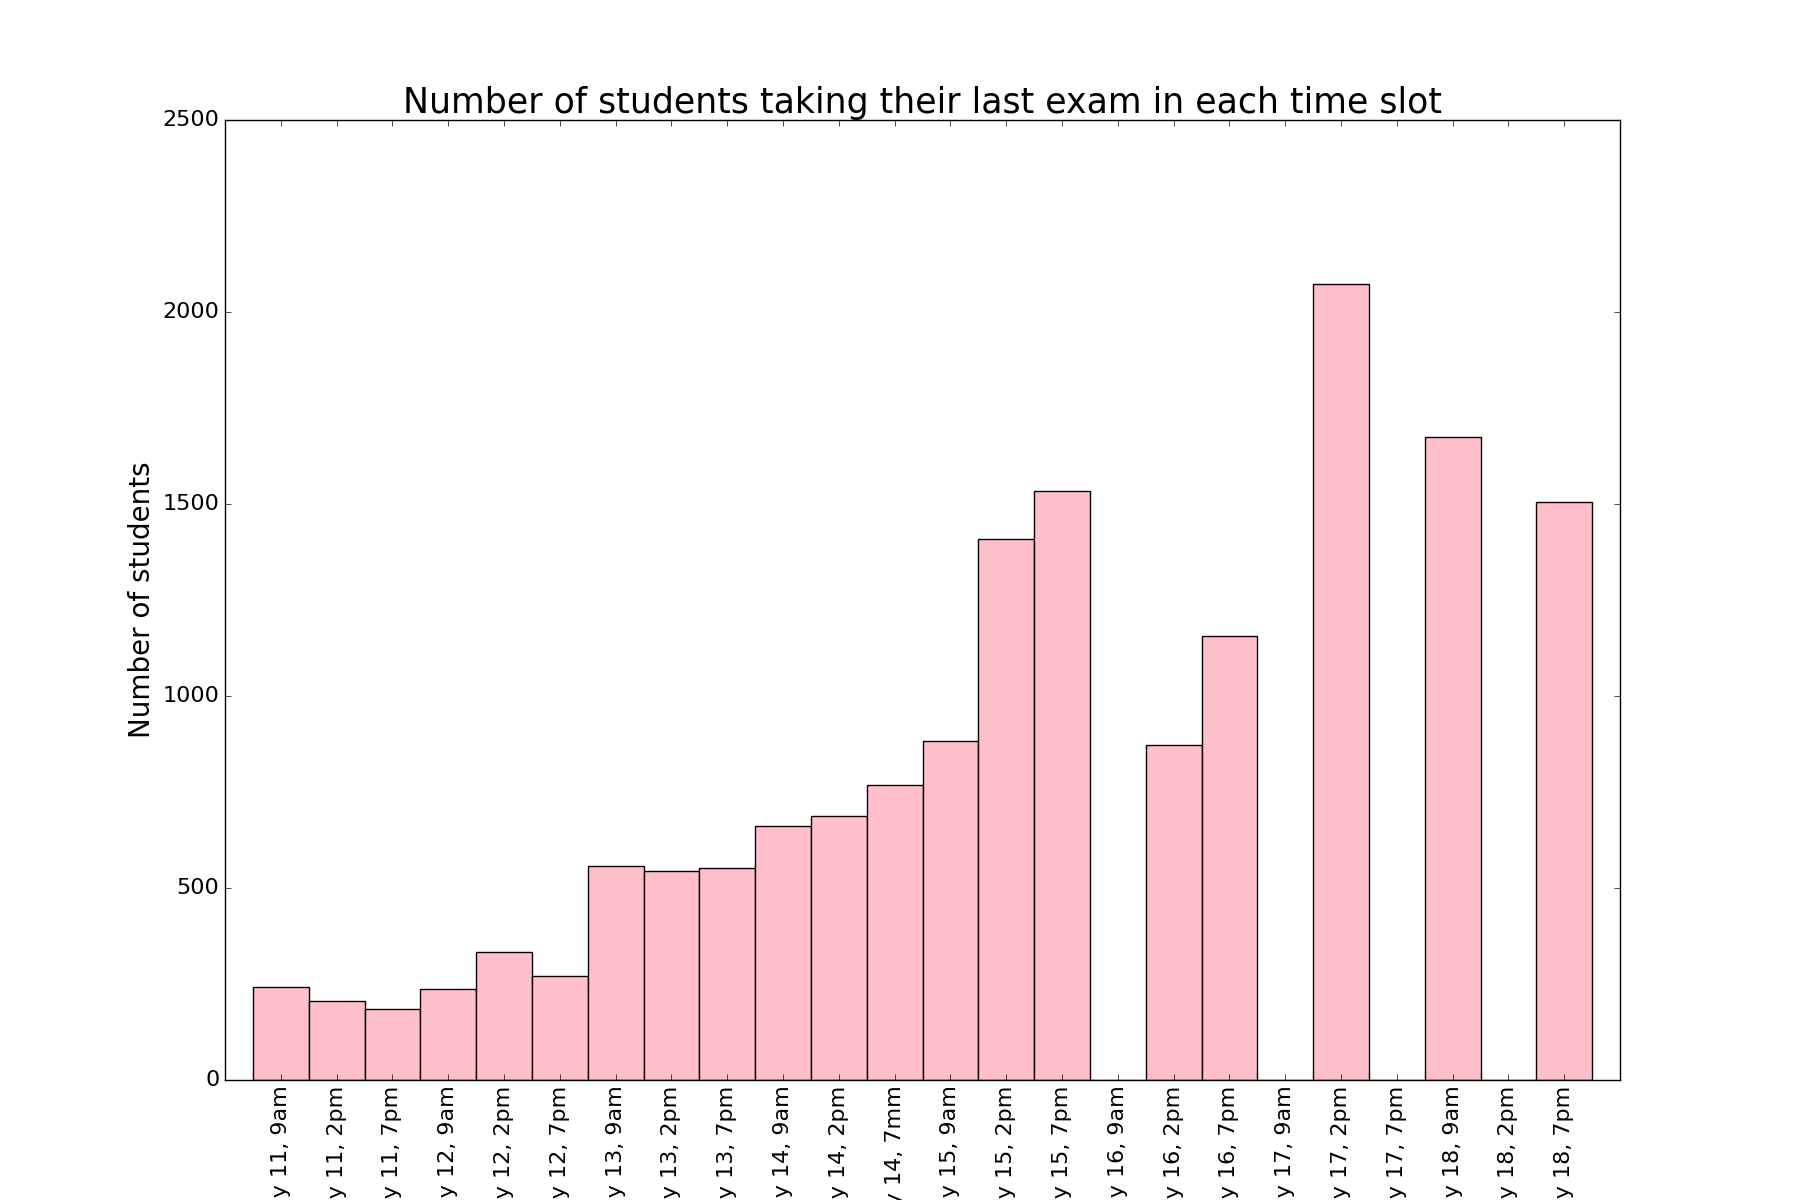 Number of students taking their last exam in each time slot
Number of students
2500
2000
1500
1000
500
0
y 11, 9am
y 11, 2pm
y 11, 7pm
y 12, 9am
y 12, 2pm
y 12, 7pm
y 13, 9am
y 13, 2pm
y 13, 7pm
y 14, 9am
y 14, 2pm
y 14, 7mm
y 15, 9am
y 15, 2pm
y 15, 7pm
y 16, 9am
y 16, 2pm
y 16, 7pm
y 17, 9am
y 17, 2pm
y 17, 7pm
y 18, 9am
y 18, 2pm
y 18, 7pm